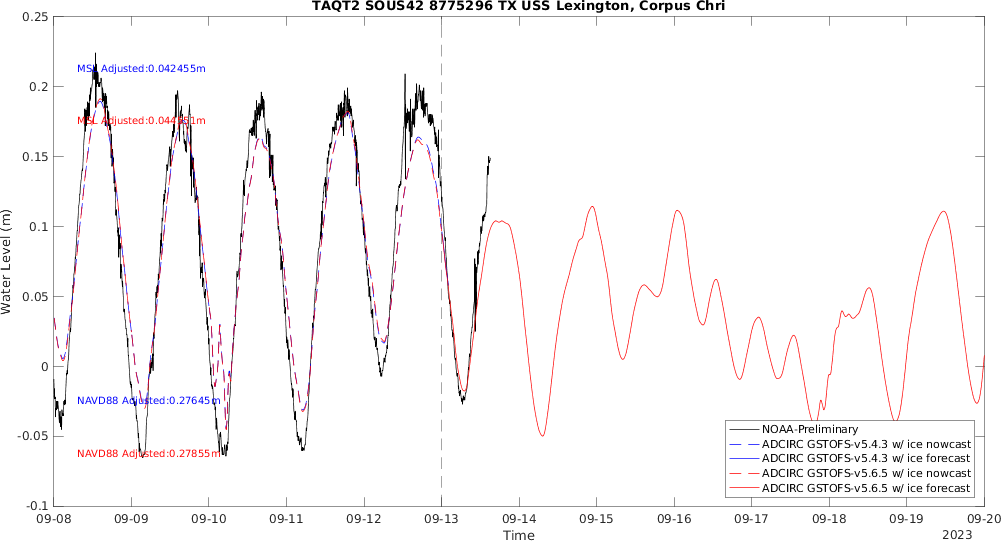 TAQT2 SOUS42 8775296 TX USS Lexington, Corpus Chri
0.25
0.2
0.15
0.1
0.05
0
-0.05
-0.1
Water Level (m)
MSL Adjusted:0.042455m
MSL
NAVD88 Adjusted:0.27645m
NAVD88 Adjusted:0.27855m
NOAA-Preliminary
ADCIRC GSTOFS-v5.4.3 w/ ice nowcast
ADCIRC GSTOFS-v5.4.3 w/ ice forecast
ADCIRC GSTOFS-v5.6.5 w/ ice nowcast
ADCIRC GSTOFS-v5.6.5 w/ ice forecast
09-08 09-09 09-10 09-11 09-12 09-13 09-14 09-15 09-16 09-17 09-18 09-19 09-20
Time
2023